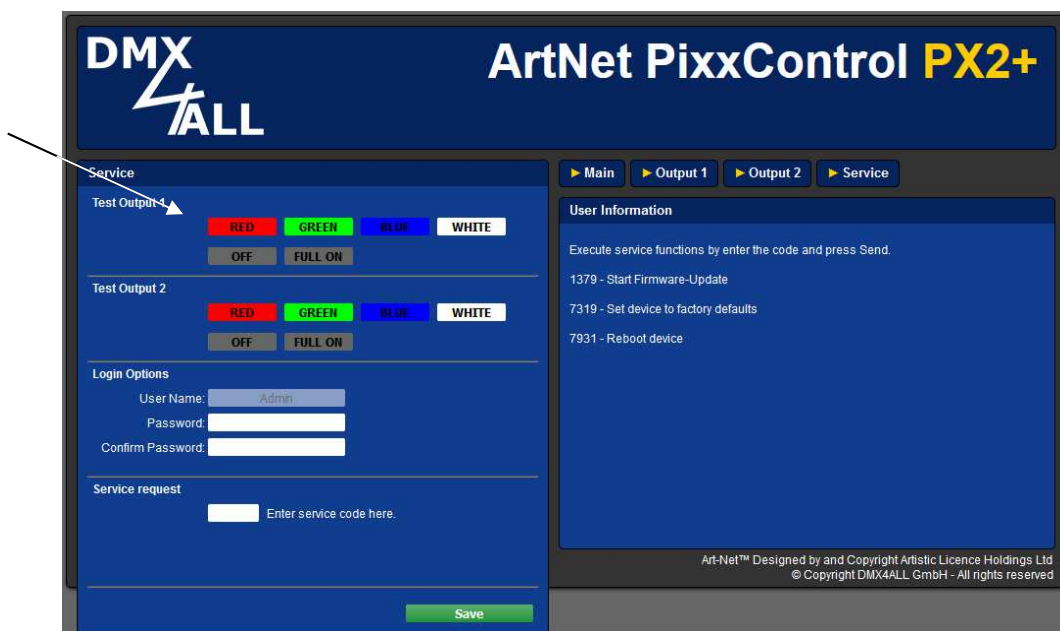 DMX
4ALL
ArtNet PixxControl PX2+
Service
Test Output 1
RED GREEN BLUE WHITE
OFF FULL ON
Test Output 2
RED GREEN BLUE WHITE
OFF FULL ON
Login Options
User Name: Admin
Password:
Confirm Password:
Service request
Enter service code here.
Save
Main Output 1 Output 2 Service
User Information
Execute service functions by enter the code and press Send.
1379 - Start Firmware-Update
7319 - Set device to factory defaults
7931 - Reboot device
Art-Net™ Designed by and Copyright Artistic Licence Holdings Ltd
© Copyright DMX4ALL GmbH - All rights reserved